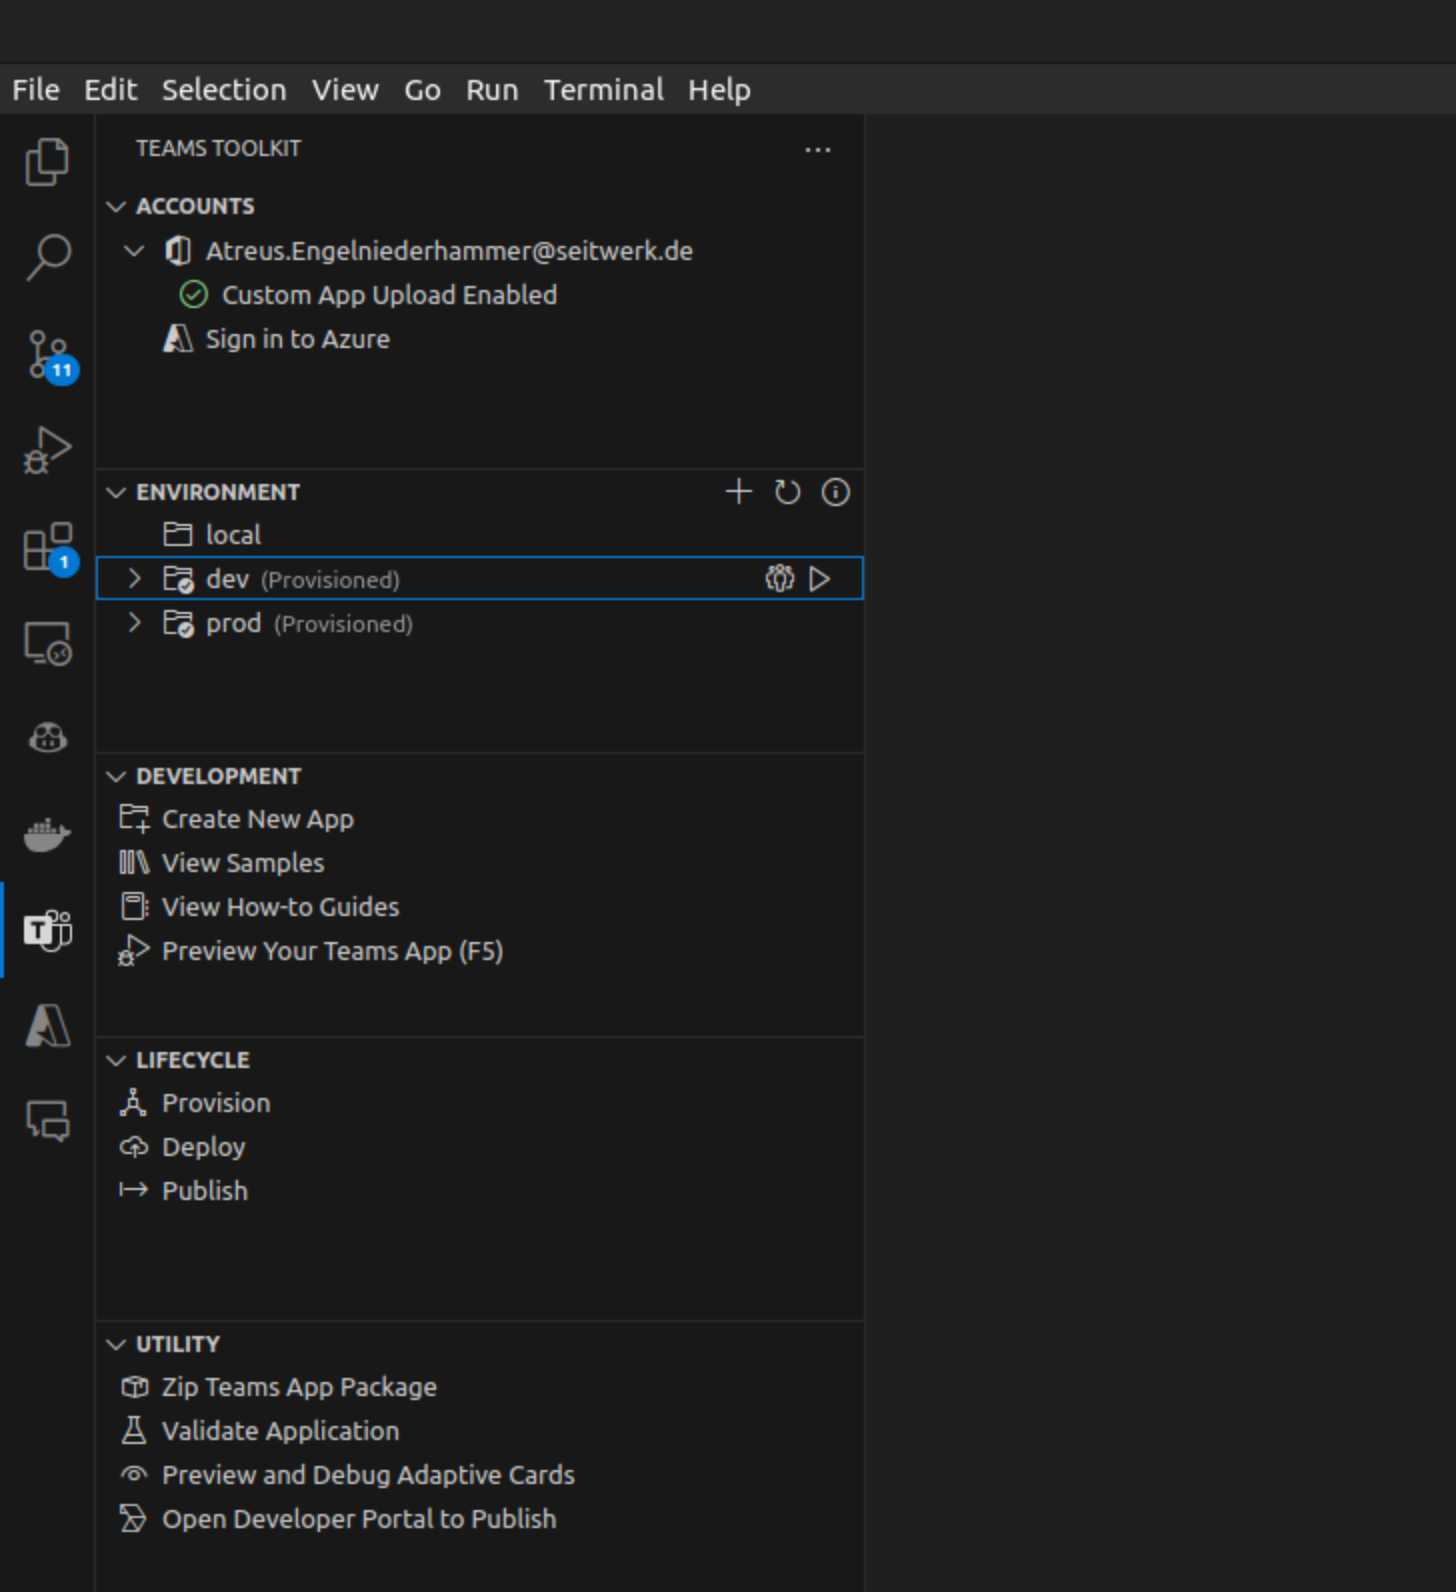 File Edit Selection View Go Run Terminal Help
TEAMS TOOLKIT
ACCOUNTS
Atreus.Engelniederhammer@seitwerk.de
Custom App Upload Enabled
Sign in to Azure
11
ENVIRONMENT
local
1
dev (Provisioned)
prod (Provisioned)
DEVELOPMENT
Create New App
View Samples
View How-to Guides
T
Preview Your Teams App (F5)
LIFECYCLE
Provision
Deploy
Publish
UTILITY
Zip Teams App Package
Validate Application
Preview and Debug Adaptive Cards
Open Developer Portal to Publish